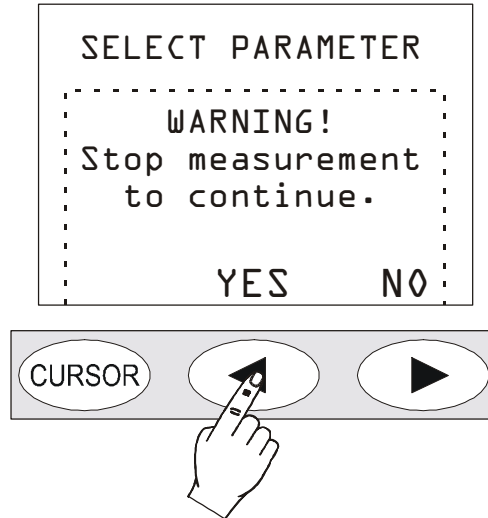 SELECT PARAMETER
WARNING!
Stop measurement
to continue.
YES NO
CURSOR